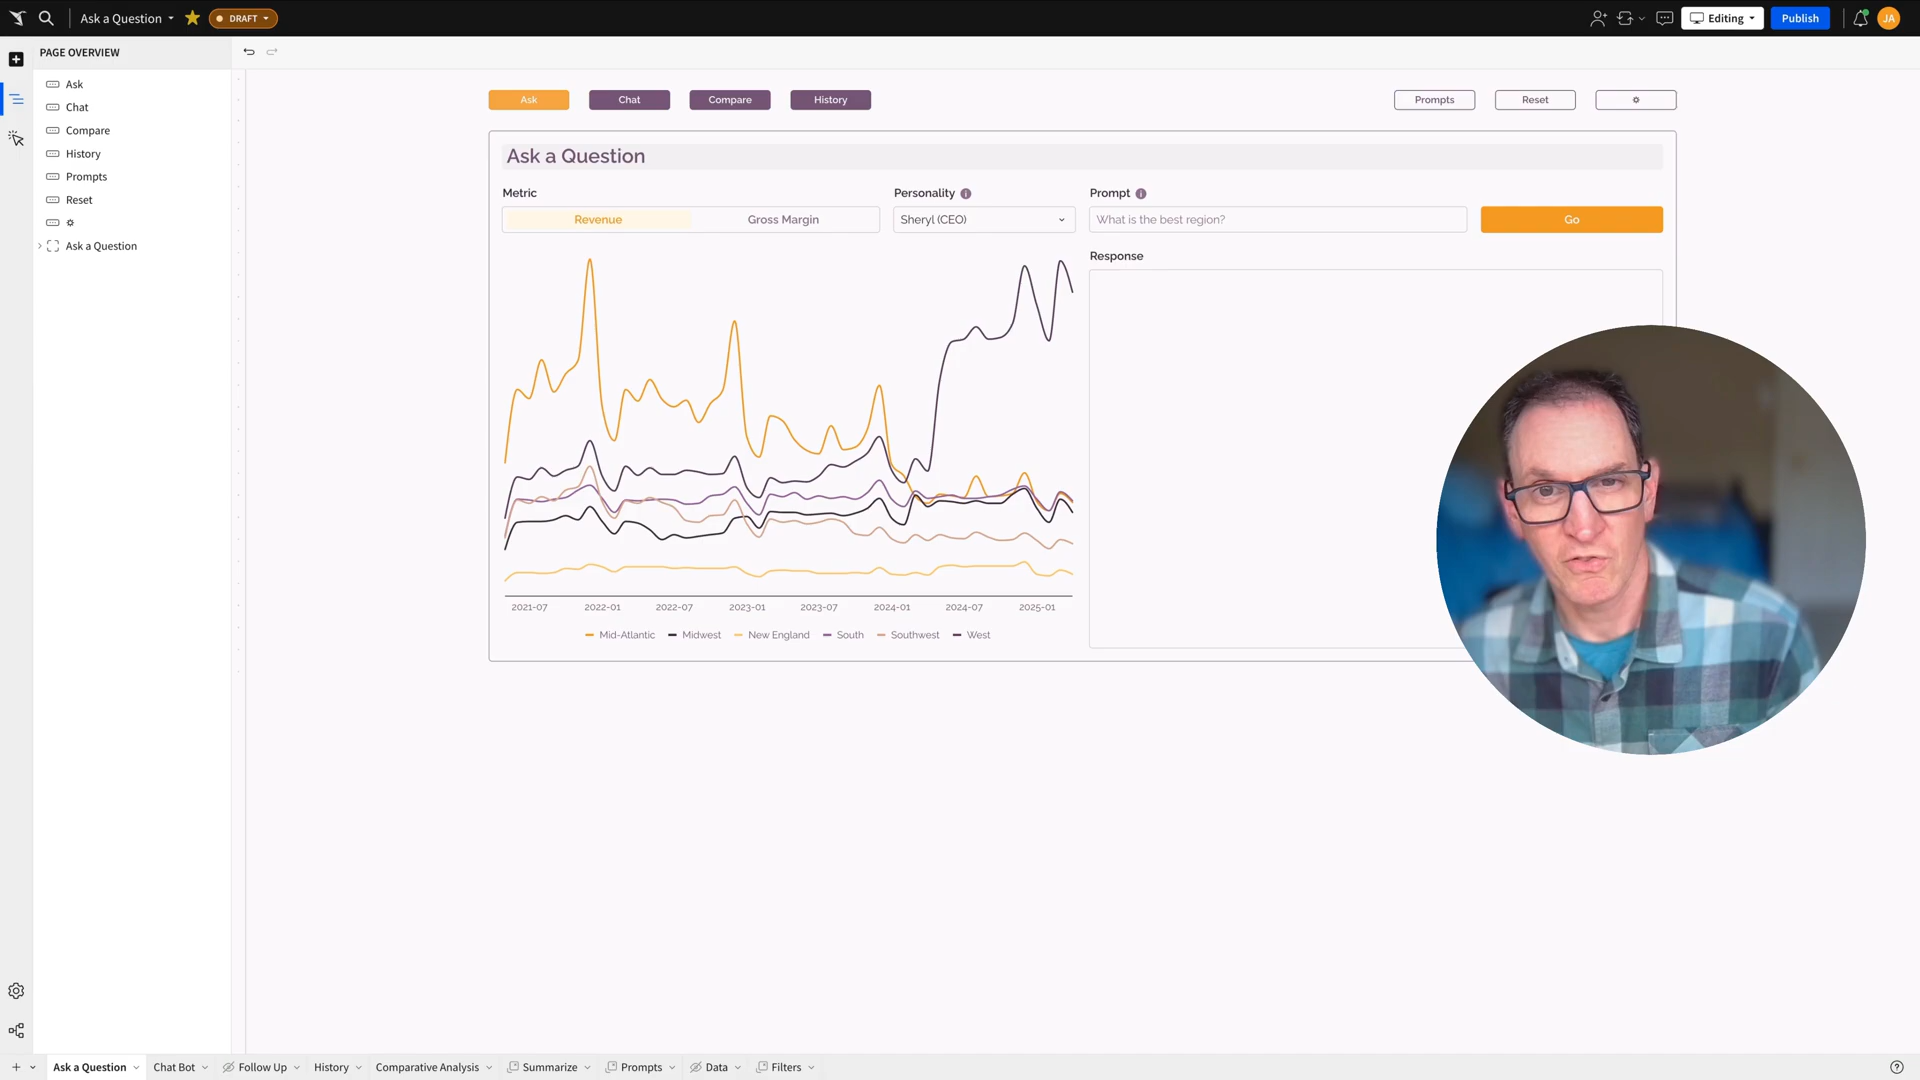 Ask a Question
DRAFT
Editing
Publish
JA
PAGE OVERVIEW
Ask
Chat
Compare
History
Prompts
Reset
Ask a Question
Ask
Chat
Compare
History
Prompts
Reset
Ask a Question
Metric
Personality
Prompt
Revenue
Gross Margin
Sheryl (CEO)
What is the best region?
Go
Response
2021-07
2022-01
2022-07
2023-01
2023-07
2024-01
2024-07
2025-01
Mid-Atlantic
Midwest
New England
South
Southwest
West
Ask a Question
Chat Bot
Follow Up
History
Comparative Analysis
Summarize
Prompts
Data
Filters